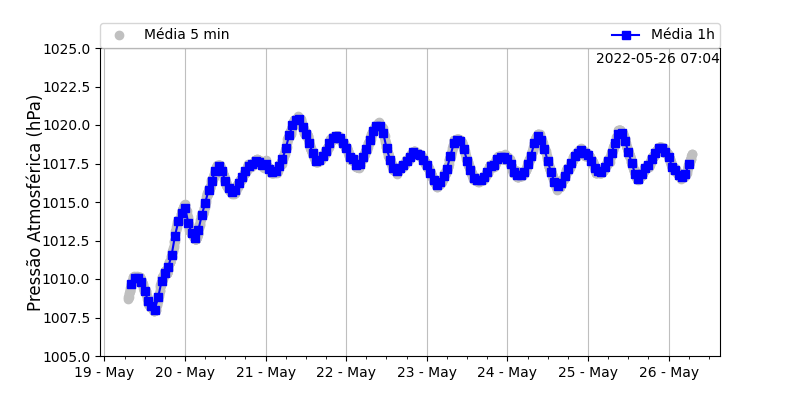 Média 5 min
Média 1h
2022-05-26 07:04
Pressão Atmosférica (hPa)
1025.0
1022.5
1020.0
1017.5
1015.0
1012.5
1010.0
1007.5
1005.0
19 - May
20 - May
21 - May
22 - May
23 - May
24 - May
25 - May
26 - May